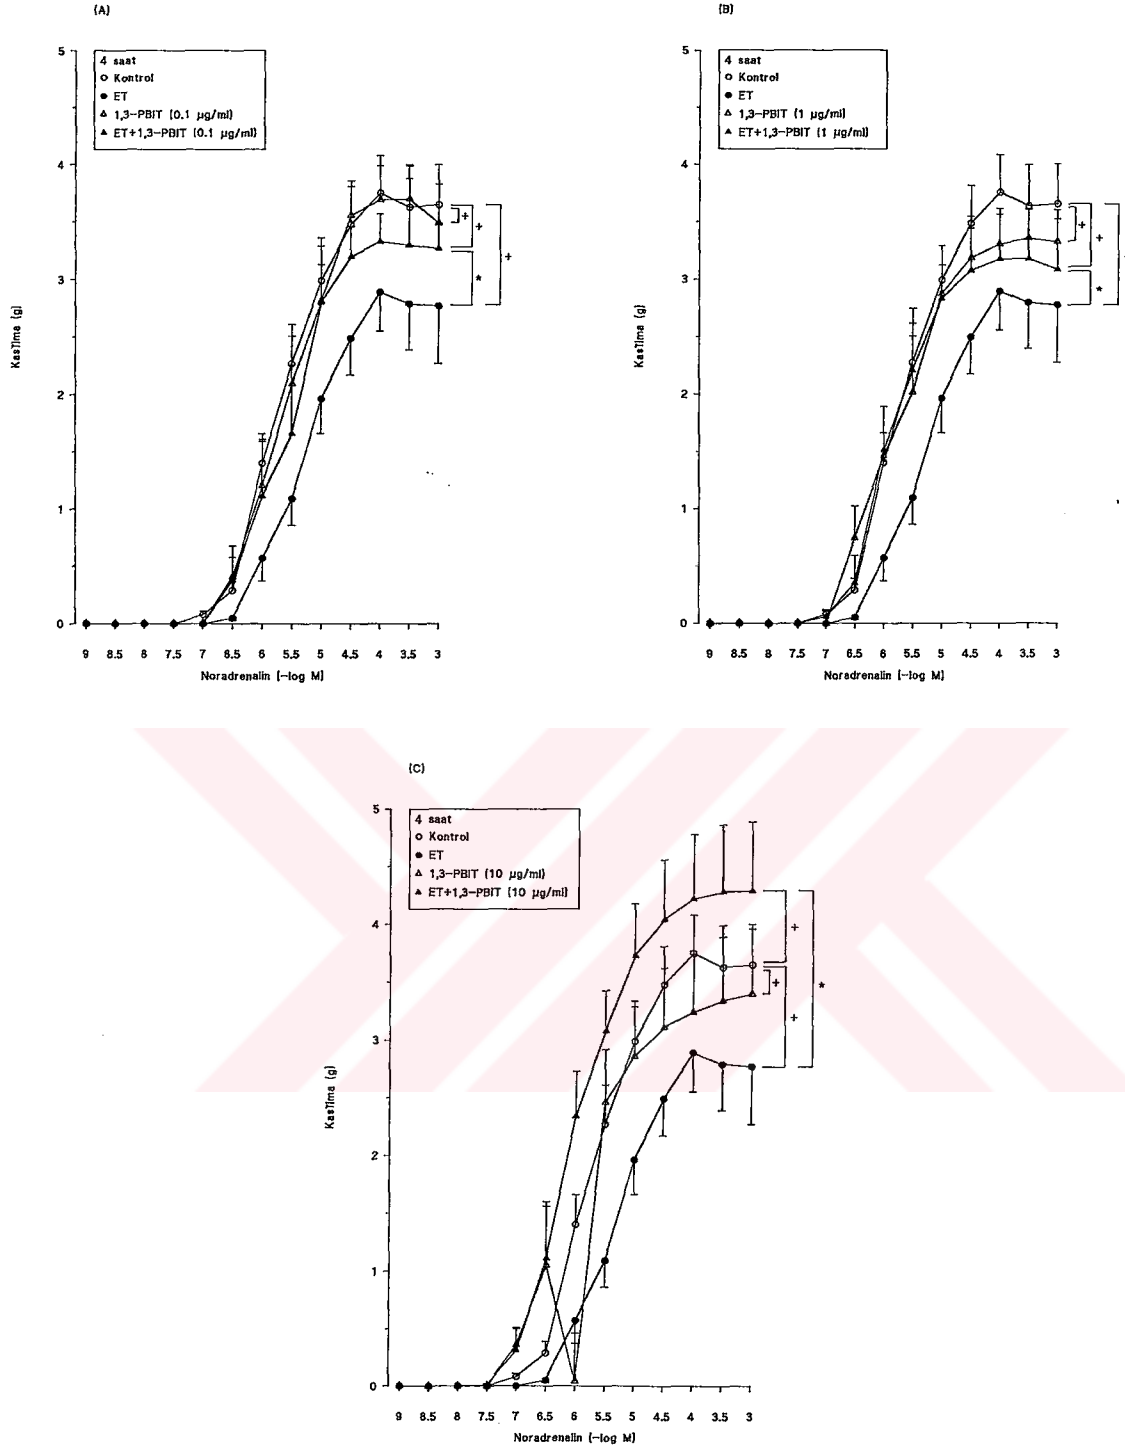 (A)
5
4 saat
Kontrol
ET
1,3-PBIT (0.1 µg/ml)
ET+1,3-PBIT (0.1 µg/ml)
4
3
2
1
0
+
+
+
*
Kasılma (g)
9 8.5 8 7.5 7 6.5 6 5.5 5 4.5 4 3.5 3
Noradrenalin (-log M)
(B)
5
4 saat
Kontrol
ET
1,3-PBIT (1 µg/ml)
ET+1,3-PBIT (1 µg/ml)
4
3
2
1
0
+
+
*
Kasılma (g)
9 8.5 8 7.5 7 6.5 6 5.5 5 4.5 4 3.5 3
Noradrenalin (-log M)
(C)
5
4 saat
Kontrol
ET
1,3-PBIT (10 µg/ml)
ET+1,3-PBIT (10 µg/ml)
4
3
2
1
0
+
+
+
*
Kasılma (g)
9 8.5 8 7.5 7 6.5 6 5.5 5 4.5 4 3.5 3
Noradrenalin (-log M)